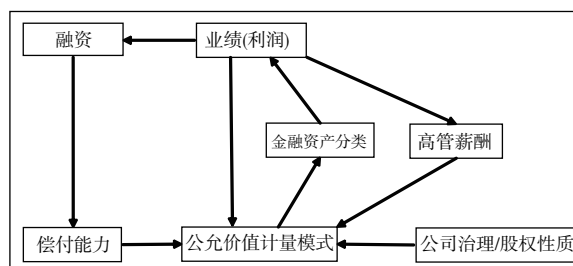 融资
业绩(利润)
金融资产分类
高管薪酬
偿付能力
公允价值计量模式
公司治理/股权性质